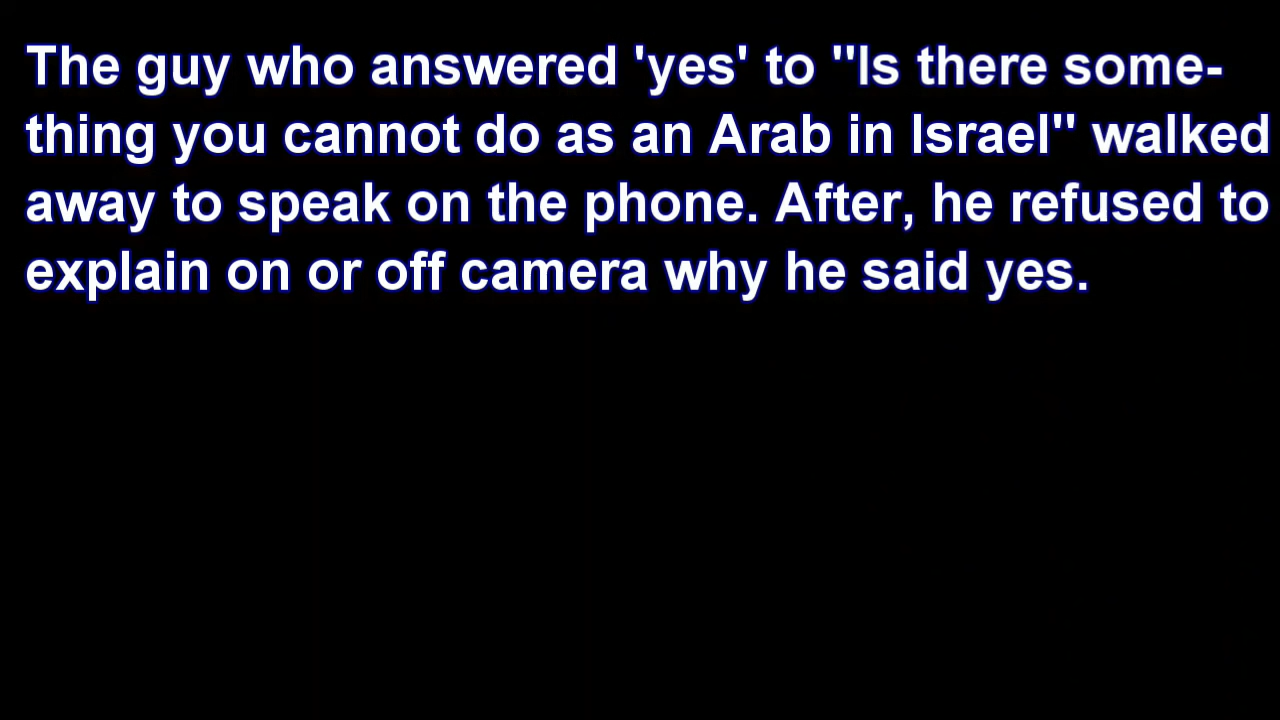 The guy who answered 'yes' to "Is there some-
thing you cannot do as an Arab in Israel" walked
away to speak on the phone. After, he refused to
explain on or off camera why he said yes.